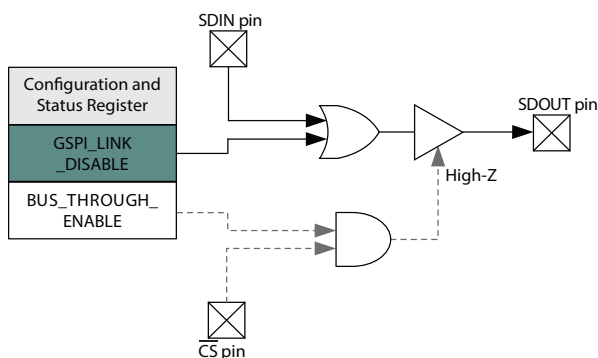 SDIN pin
Configuration and
Status Register
GSPI_LINK
_DISABLE
BUS_THROUGH_
ENABLE
SDOUT pin
High-Z
CS pin